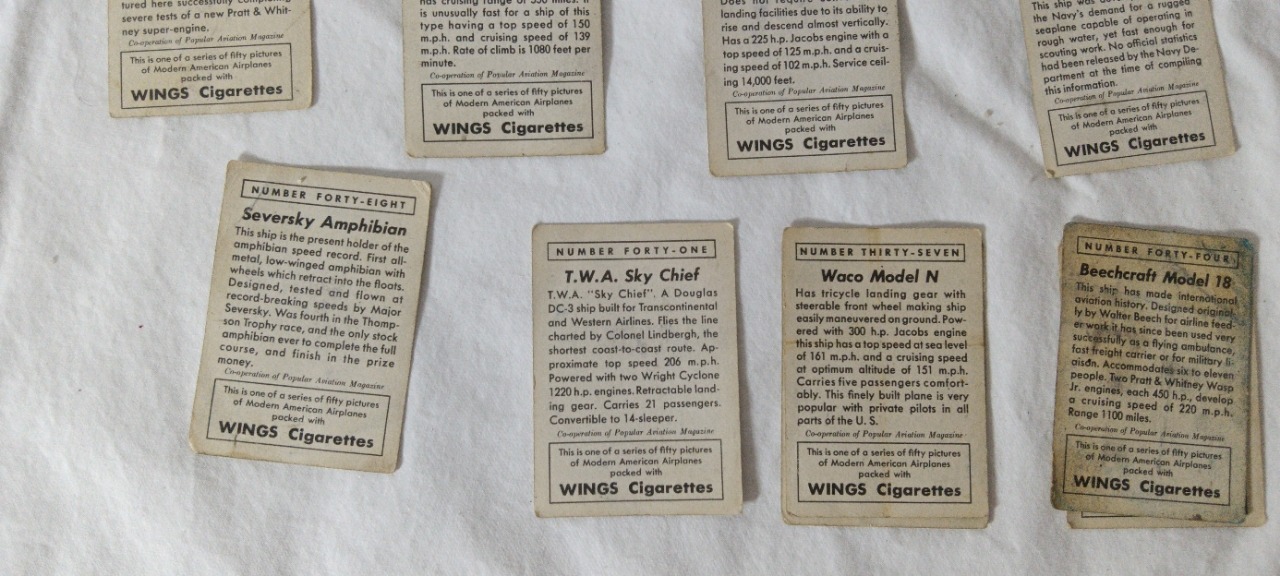 tured here successfully
severe tests of a new Pratt & Whit-
ney super-engine.
Co-operation of Popular Aviation Magazine
This is one of a series of fifty pictures
of Modern American Airplanes
packed with
WINGS Cigarettes
has cruising range of 550 miles. It
is unusually fast for a ship of this
type having a top speed of 150
m.p.h. and cruising speed of 139
m.p.h. Rate of climb is 1080 feet per
minute.
Co-operation of Popular Aviation Magazine
This is one of a series of fifty pictures
of Modern American Airplanes
packed with
WINGS Cigarettes
Does not require
landing facilities due to its ability to
rise and descend almost vertically.
Has a 225 h.p. Jacobs engine with a
top speed of 125 m.p.h. and a cruis-
ing speed of 102 m.p.h. Service ceil-
ing 14,000 feet.
Co-operation of Popular Aviation Magazine
This is one of a series of fifty pictures
of Modern American Airplanes
packed with
WINGS Cigarettes
This ship was
the Navy's demand for a rugged
seaplane capable of operating in
rough water, yet fast enough for
scouting work. No official statistics
had been released by the Navy De-
partment at the time of compiling
this information.
Co-operation of Popular Aviation Magazine
This is one of a series of fifty pictures
of Modern American Airplanes
packed with
WINGS Cigarettes
NUMBER FORTY-EIGHT
Seversky Amphibian
This ship is the present holder of the
amphibian speed record. First all-
metal, low-winged amphibian with
wheels which retract into the floats.
Designed, tested and flown at
record-breaking speeds by Major
Seversky. Was fourth in the Thomp-
son Trophy race, and the only stock
amphibian ever to complete the full
course, and finish in the prize
money.
Co-operation of Popular Aviation Magazine
This is one of a series of fifty pictures
of Modern American Airplanes
packed with
WINGS Cigarettes
NUMBER FORTY-ONE
T.W.A. Sky Chief
T.W.A. "Sky Chief". A Douglas
DC-3 ship built for Transcontinental
and Western Airlines. Flies the line
charted by Colonel Lindbergh, the
shortest coast-to-coast route. Ap-
proximate top speed 206 m.p.h.
Powered with two Wright Cyclone
1220 h.p. engines. Retractable land-
ing gear. Carries 21 passengers.
Convertible to 14-sleeper.
Co-operation of Popular Aviation Magazine
This is one of a series of fifty pictures
of Modern American Airplanes
packed with
WINGS Cigarettes
NUMBER THIRTY-SEVEN
Waco Model N
Has tricycle landing gear with
steerable front wheel making ship
easily maneuvered on ground. Pow-
ered with 300 h.p. Jacobs engine
this ship has a top speed at sea level
of 161 m.p.h. and a cruising speed
at optimum altitude of 151 m.p.h.
Carries five passengers comfort-
ably. This finely built plane is very
popular with private pilots in all
parts of the U. S.
Co-operation of Popular Aviation Magazine
This is one of a series of fifty pictures
of Modern American Airplanes
packed with
WINGS Cigarettes
NUMBER FORTY-FOUR
Beechcraft Model 18
This ship has made international
aviation history. Designed original-
ly by Walter Beech for airline feed-
er work it has since been used very
successfully as a flying ambulance,
fast freight carrier or for military li-
aison. Accommodates six to eleven
people. Two Pratt & Whitney Wasp
Jr. engines, each 450 h.p., develop
a cruising speed of 220 m.p.h.
Range 1100 miles.
Co-operation of Popular Aviation Magazine
This is one of a series of fifty pictures
of Modern American Airplanes
packed with
WINGS Cigarettes